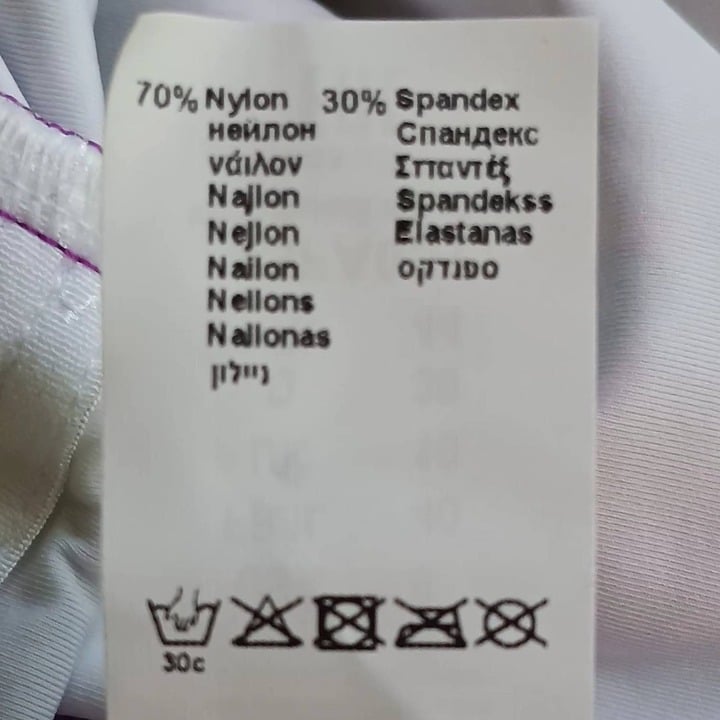 70% Nylon 30% Spandex
нейлон Спандекс
νάιλον Σπαντέξ
Najlon Spandekss
Nejlon Elastanas
Nailon ספנדקס
Neilons
Nailonas
ניילון
30c